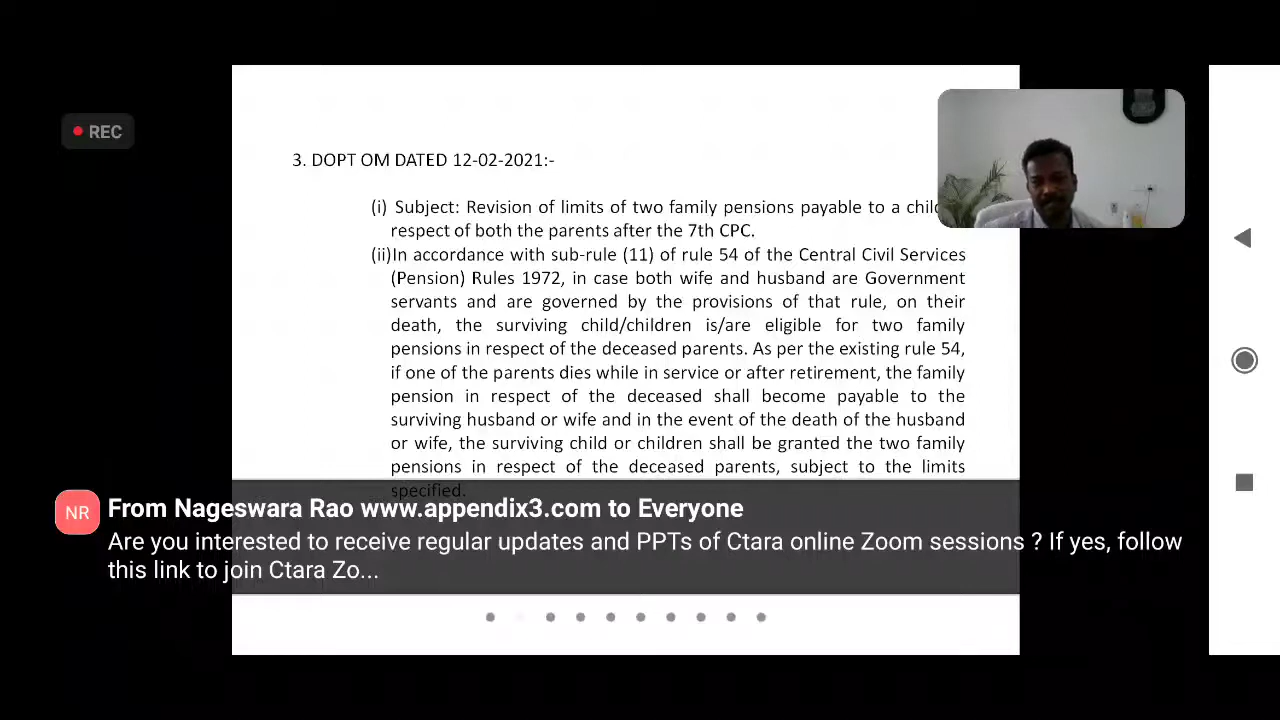 REC
3. DOPT OM DATED 12-02-2021:-
(i) Subject: Revision of limits of two family pensions payable to a child
respect of both the parents after the 7th CPC.
(ii)In accordance with sub-rule (11) of rule 54 of the Central Civil Services
(Pension) Rules 1972, in case both wife and husband are Government
servants and are governed by the provisions of that rule, on their
death, the surviving child/children is/are eligible for two family
pensions in respect of the deceased parents. As per the existing rule 54,
if one of the parents dies while in service or after retirement, the family
pension in respect of the deceased shall become payable to the
surviving husband or wife and in the event of the death of the husband
or wife, the surviving child or children shall be granted the two family
pensions in respect of the deceased parents, subject to the limits
specified.
NR
From Nageswara Rao www.appendix3.com to Everyone
Are you interested to receive regular updates and PPTs of Ctara online Zoom sessions ? If yes, follow
this link to join Ctara Zo...